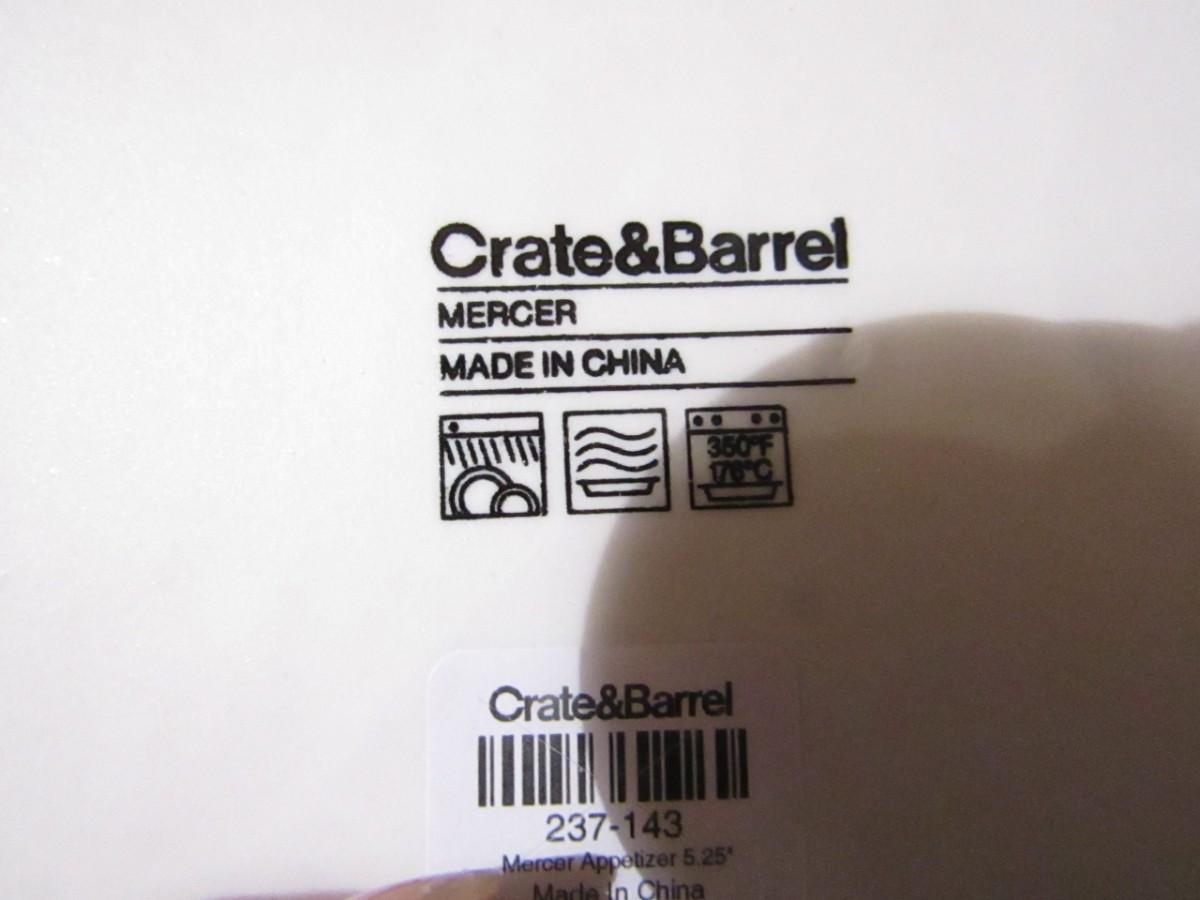 Crate&Barrel
MERCER
MADE IN CHINA
350°F
176°C
Crate&Barrel
237-143
Mercer Appetizer 5.25"
Made In China